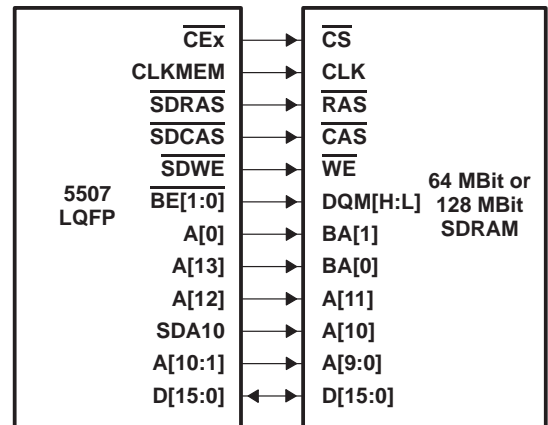 CEx CS
CLKMEM CLK
SDRAS RAS
SDCAS CAS
SDWE WE
5507
LQFP
BE[1:0] DQM[H:L]
64 MBit or
128 MBit
SDRAM
A[0] BA[1]
A[13] BA[0]
A[12] A[11]
SDA10 A[10]
A[10:1] A[9:0]
D[15:0] D[15:0]